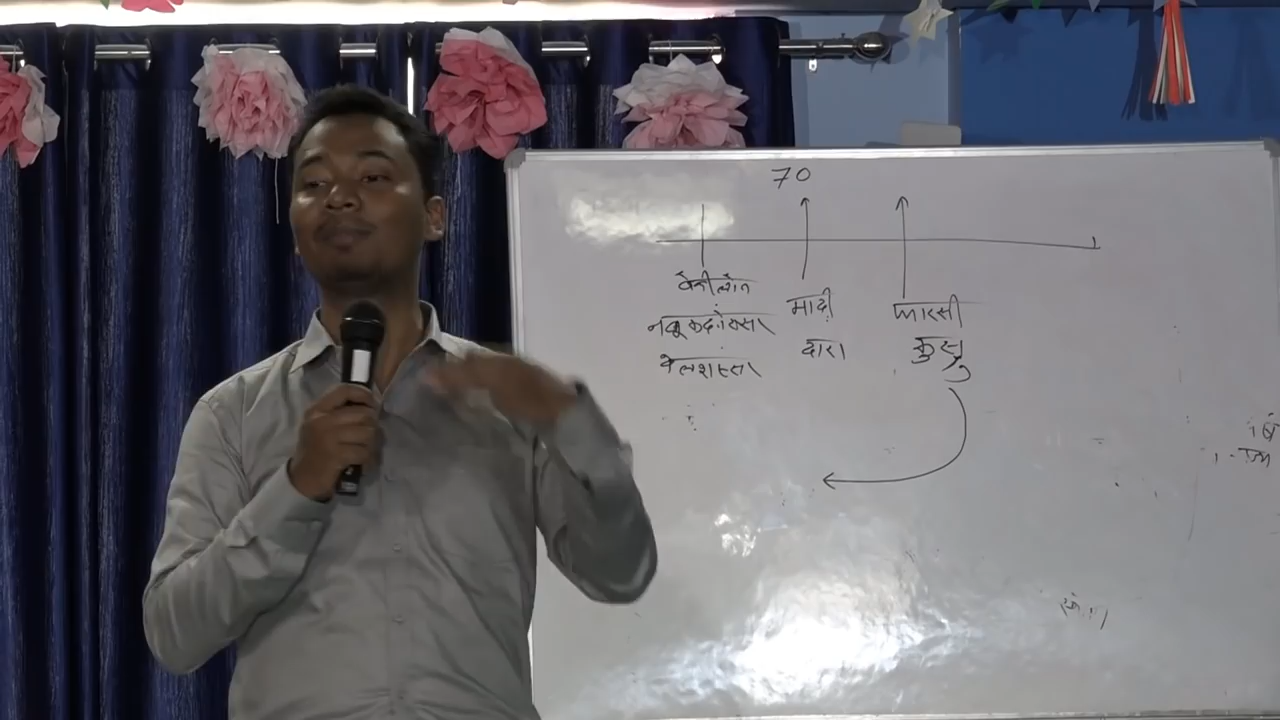 70
बेबीलोन
नबूकदनेस्सर
बेलशस्सर
मादी
दारा
फारसी
कुस्रू